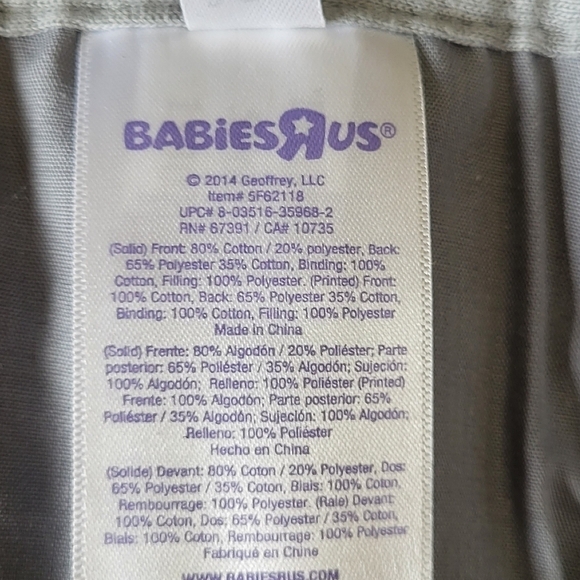 BABIESRUS®
© 2014 Geoffrey, LLC
Item# 5F62118
UPC# 8-03516-35968-2
RN# 67391 / CA# 10735
(Solid) Front: 80% Cotton / 20% polyester, Back:
65% Polyester 35% Cotton, Binding: 100%
Cotton, Filling: 100% Polyester. (Printed) Front:
100% Cotton, Back: 65% Polyester 35% Cotton,
Binding: 100% Cotton, Filling: 100% Polyester
Made in China
(Solid) Frente: 80% Algodón / 20% Poliéster; Parte
posterior: 65% Poliéster / 35% Algodón; Sujeción:
100% Algodón; Relleno: 100% Poliéster (Printed)
Frente: 100% Algodón; Parte posterior: 65%
Poliéster / 35% Algodón; Sujeción: 100% Algodón;
Relleno: 100% Poliéster
Hecho en China
(Solide) Devant: 80% Coton / 20% Polyester, Dos:
65% Polyester / 35% Coton, Biais: 100% Coton,
Rembourrage: 100% Polyester. (Raie) Devant:
100% Coton, Dos: 65% Polyester / 35% Coton,
Biais: 100% Coton, Rembourrage: 100% Polyester
Fabriqué en Chine
WWW.BABIESRUS.COM